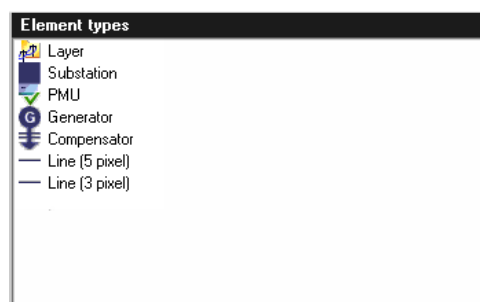 Element types
Layer
Substation
PMU
G Generator
Compensator
Line (5 pixel)
Line (3 pixel)